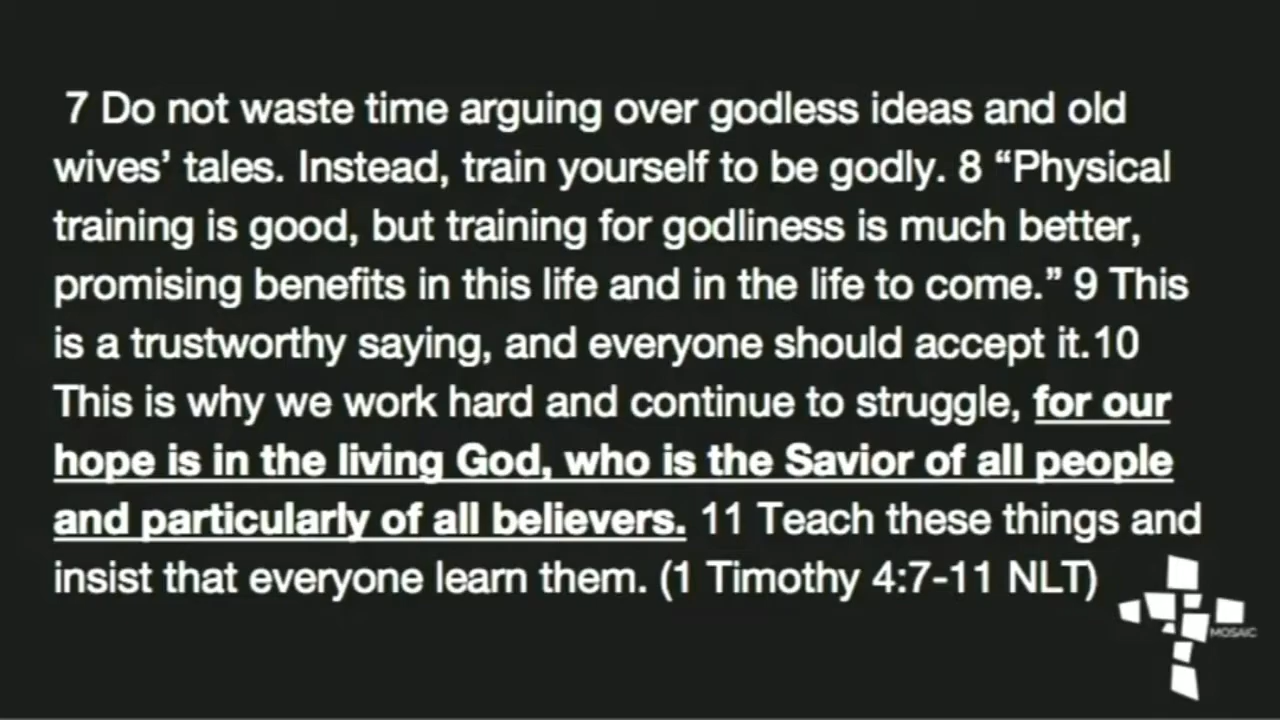 7 Do not waste time arguing over godless ideas and old
wives’ tales. Instead, train yourself to be godly. 8 “Physical
training is good, but training for godliness is much better,
promising benefits in this life and in the life to come.” 9 This
is a trustworthy saying, and everyone should accept it.10
This is why we work hard and continue to struggle, for our
hope is in the living God, who is the Savior of all people
and particularly of all believers. 11 Teach these things and
insist that everyone learn them. (1 Timothy 4:7-11 NLT)
MOSAIC